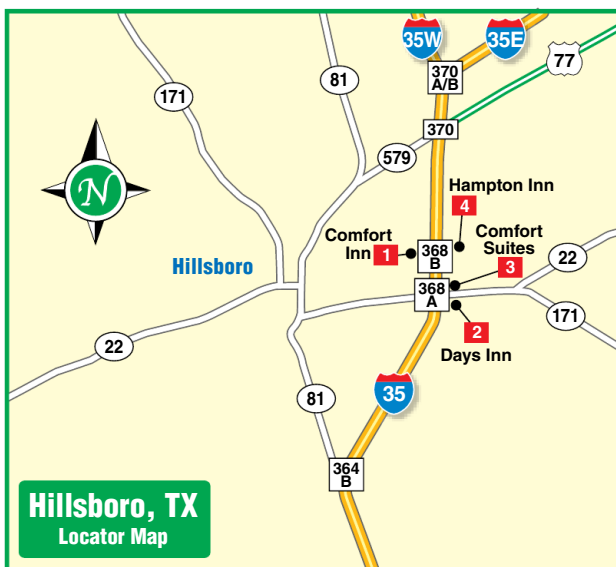 35W
35E
370
A/B
77
81
171
370
579
N
Hampton Inn
4
Comfort
Suites
Comfort
Inn
1
368
B
3
22
Hillsboro
368
A
171
2
Days Inn
22
81
35
364
B
Hillsboro, TX
Locator Map